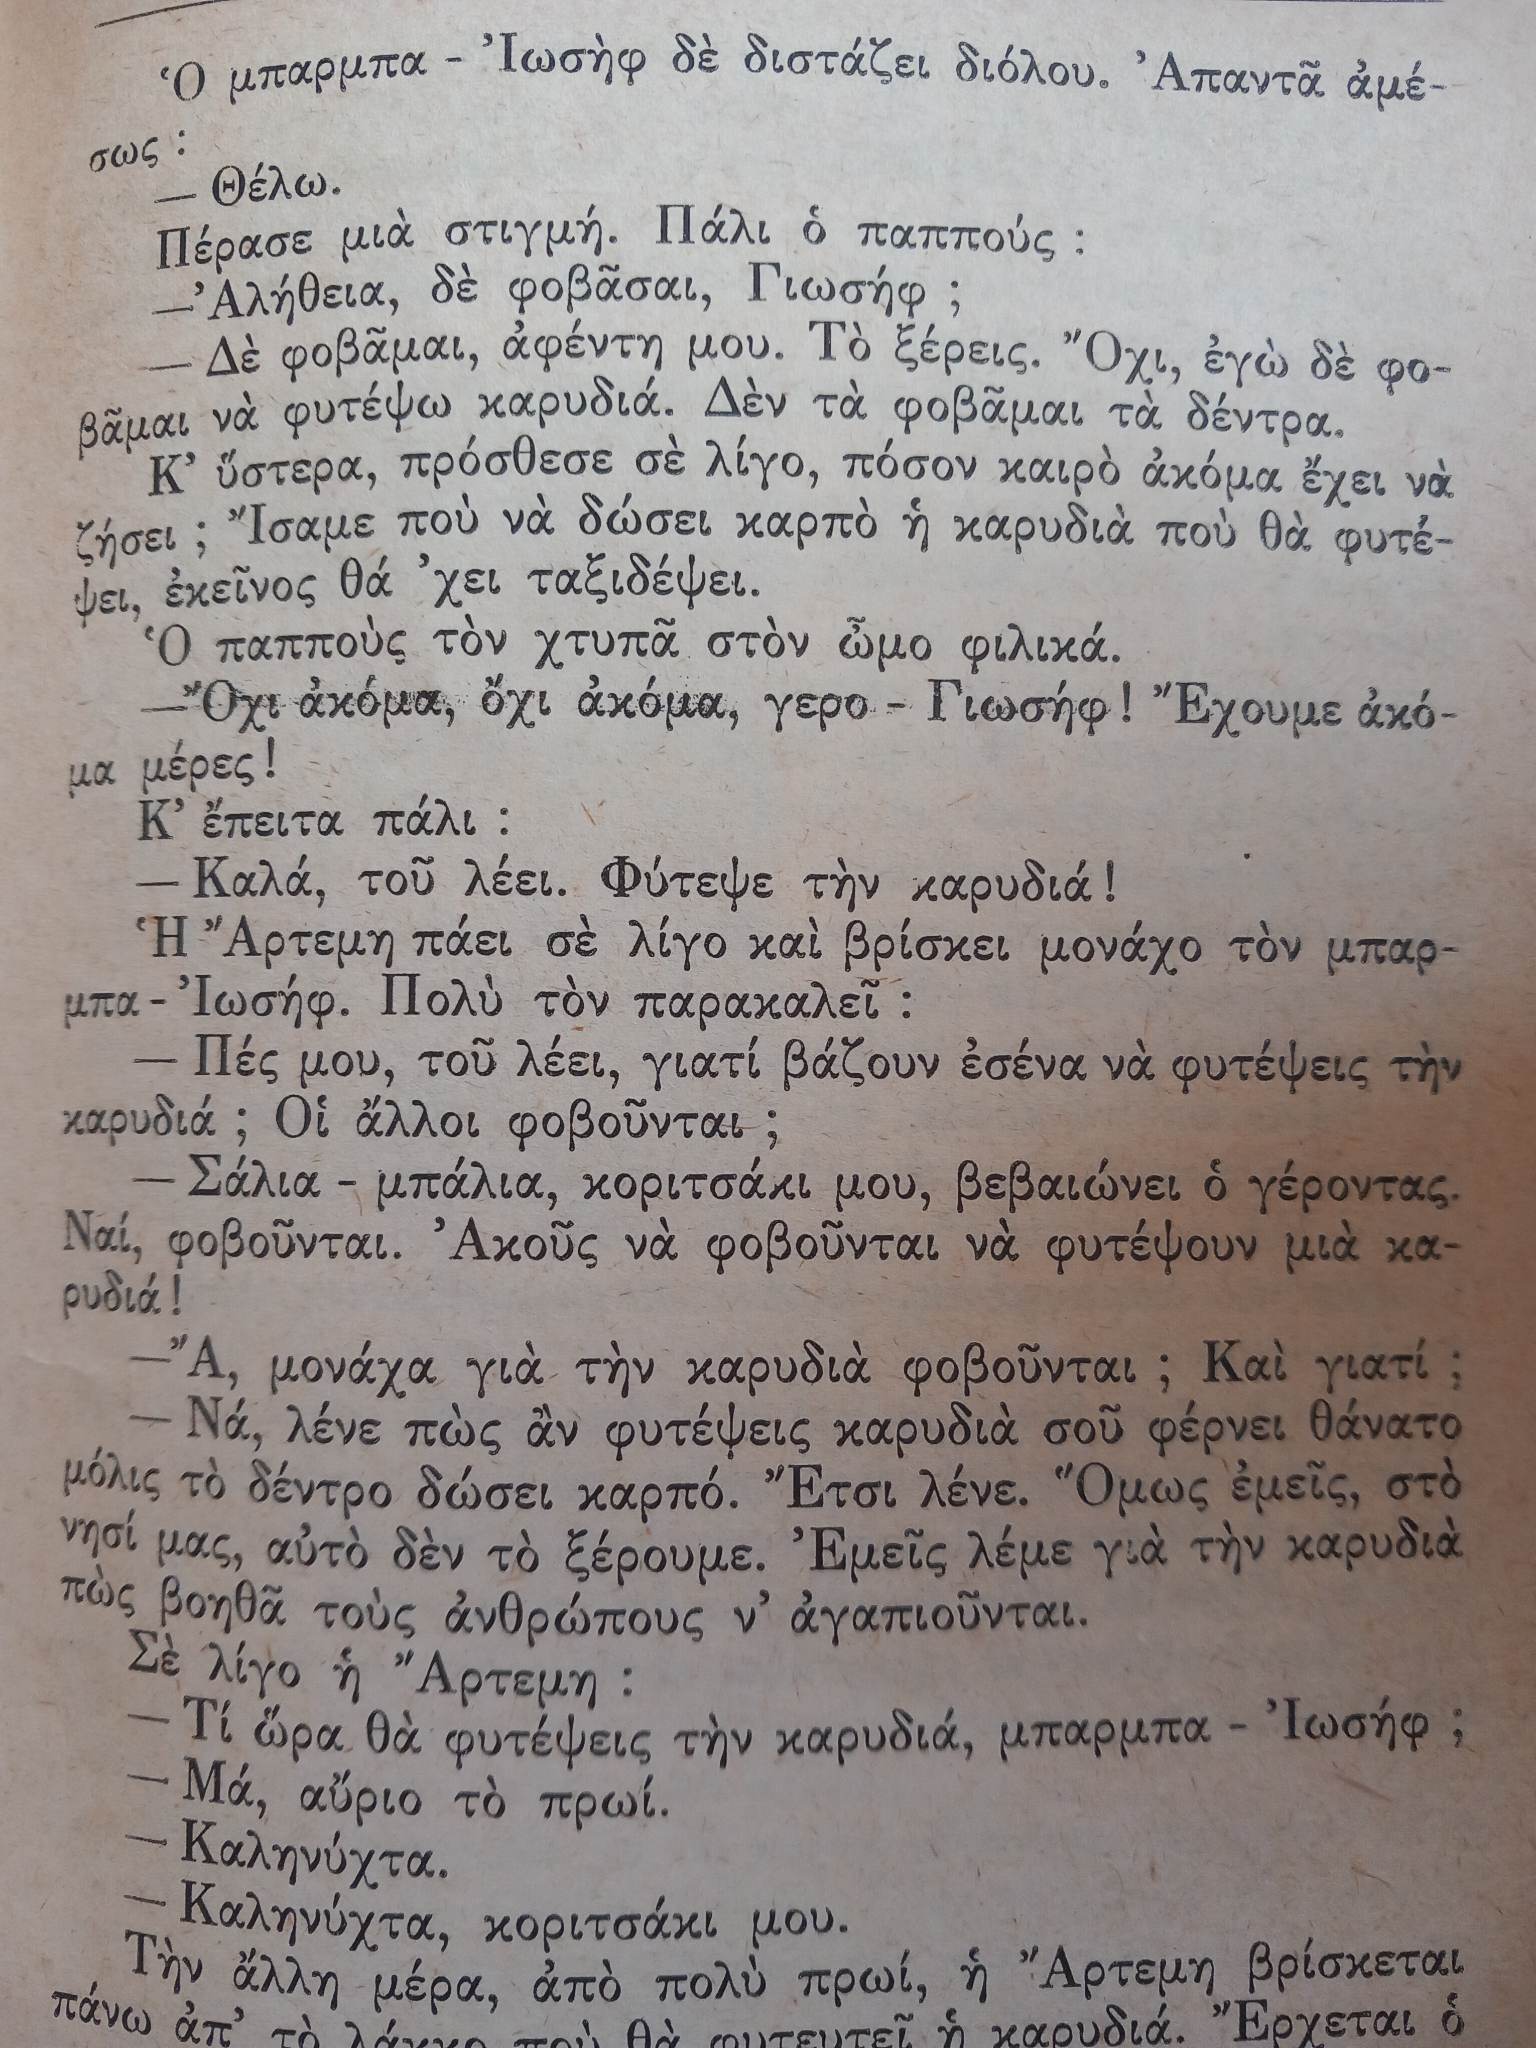 Ὁ μπαρμπα - Ἰωσὴφ δὲ διστάζει διόλου. Ἀπαντᾶ ἀμέ-
σως :
— Θέλω.
Πέρασε μιὰ στιγμή. Πάλι ὁ παππούς :
—Ἀλήθεια, δὲ φοβᾶσαι, Γιωσήφ ;
— Δὲ φοβᾶμαι, ἀφέντη μου. Τὸ ξέρεις. Ὄχι, ἐγὼ δὲ φο-
βᾶμαι νὰ φυτέψω καρυδιά. Δὲν τὰ φοβᾶμαι τὰ δέντρα.
Κ’ ὕστερα, πρόσθεσε σὲ λίγο, πόσον καιρὸ ἀκόμα ἔχει νὰ
ζήσει ; Ἴσαμε ποὺ νὰ δώσει καρπὸ ἡ καρυδιὰ ποὺ θὰ φυτέ-
ψει, ἐκεῖνος θά ’χει ταξιδέψει.
Ὁ παπποὺς τὸν χτυπᾶ στὸν ὦμο φιλικά.
—Ὄχι ἀκόμα, ὄχι ἀκόμα, γερο - Γιωσήφ! Ἔχουμε ἀκό-
μα μέρες!
Κ’ ἔπειτα πάλι :
— Καλά, τοῦ λέει. Φύτεψε τὴν καρυδιά!
Ἡ Ἄρτεμη πάει σὲ λίγο καὶ βρίσκει μονάχο τὸν μπαρ-
μπα - Ἰωσήφ. Πολὺ τὸν παρακαλεῖ :
— Πές μου, τοῦ λέει, γιατί βάζουν ἐσένα νὰ φυτέψεις τὴν
καρυδιά ; Οἱ ἄλλοι φοβοῦνται ;
— Σάλια - μπάλια, κοριτσάκι μου, βεβαιώνει ὁ γέροντας.
Ναί, φοβοῦνται. Ἀκοῦς νὰ φοβοῦνται νὰ φυτέψουν μιὰ κα-
ρυδιά!
—Ἄ, μονάχα γιὰ τὴν καρυδιὰ φοβοῦνται ; Καὶ γιατί ;
— Νά, λένε πὼς ἂν φυτέψεις καρυδιὰ σοῦ φέρνει θάνατο
μόλις τὸ δέντρο δώσει καρπό. Ἔτσι λένε. Ὅμως ἐμεῖς, στὸ
νησί μας, αὐτὸ δὲν τὸ ξέρουμε. Ἐμεῖς λέμε γιὰ τὴν καρυδιὰ
πὼς βοηθᾶ τοὺς ἀνθρώπους ν’ ἀγαπιοῦνται.
Σὲ λίγο ἡ Ἄρτεμη :
— Τί ὥρα θὰ φυτέψεις τὴν καρυδιά, μπαρμπα - Ἰωσήφ ;
— Μά, αὔριο τὸ πρωί.
— Καληνύχτα.
— Καληνύχτα, κοριτσάκι μου.
Τὴν ἄλλη μέρα, ἀπὸ πολὺ πρωί, ἡ Ἄρτεμη βρίσκεται
πάνω ἀπ’ τὸ λάκκο ποὺ θὰ φυτευτεῖ ἡ καρυδιά. Ἔρχεται ὁ